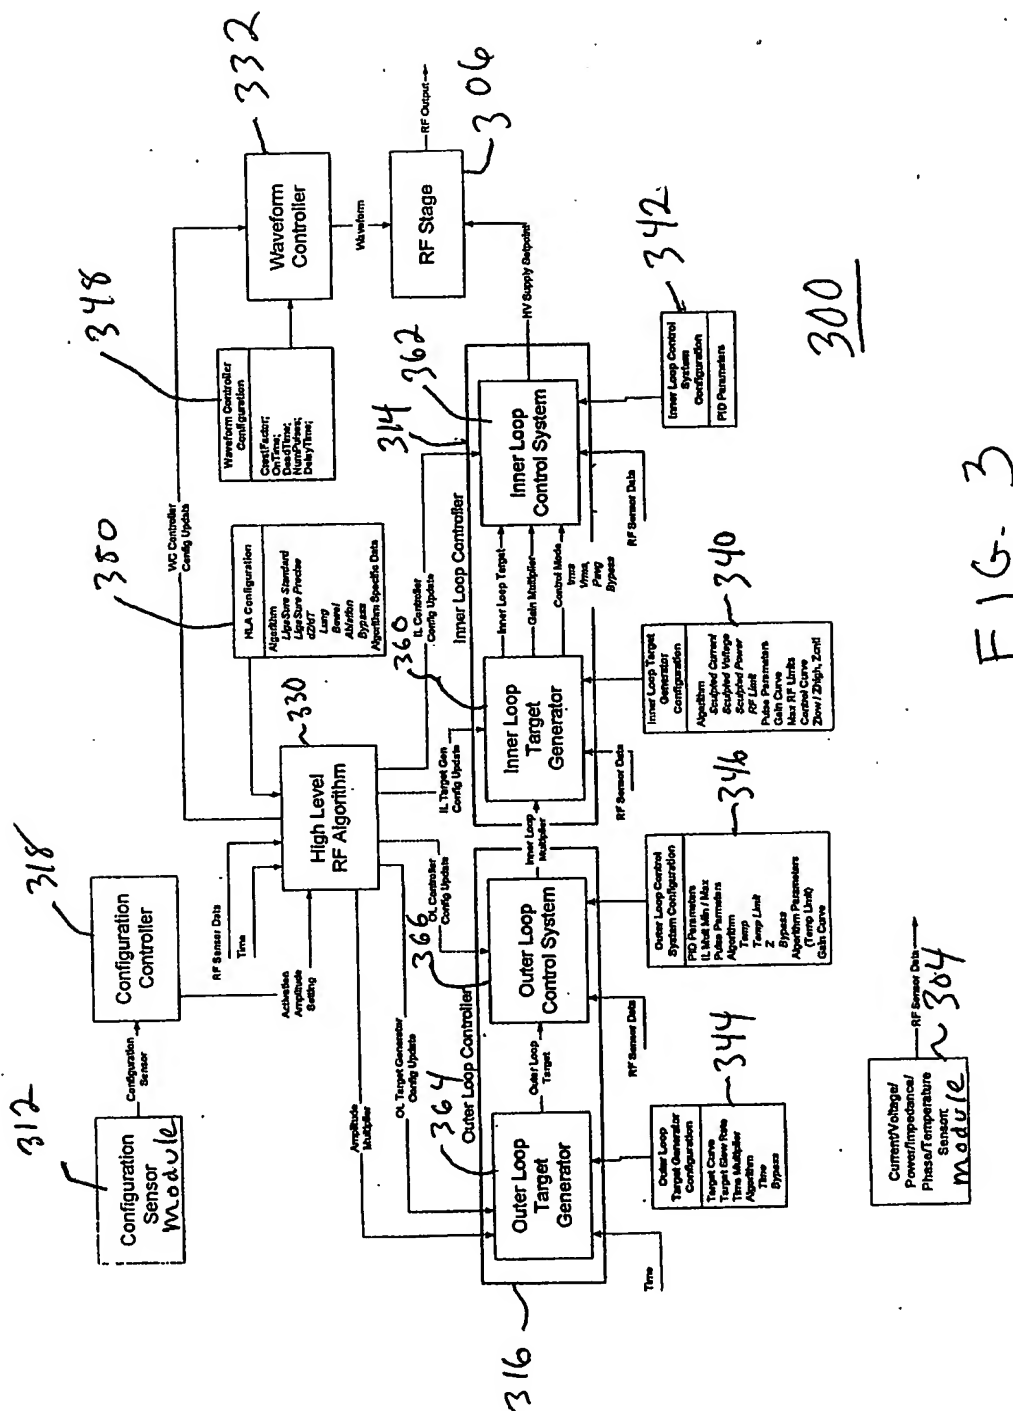 312
Configuration
Sensor
module
Configuration
Sensor
318
Configuration
Controller
RF Sensor Data
Time
Activation
Amplitude
Setting
High Level
RF Algorithm
330
380
HLA Configuration
Algorithm
LigaSure Standard
LigaSure Precise
dZ/dT
Lung
Bowel
Ablation
Bypass
Algorithm Specific Data
WC Controller
Config Update
348
Waveform Controller
Configuration
CrestFactor;
OnTime;
DeadTime;
NumPulses;
DelayTime;
Waveform
Controller
332
Waveform
RF Stage
306
RF Output
Amplitude
Multiplier
OL Target Generator
Config Update
OL Controller
Config Update
IL Target Gen
Config Update
IL Controller
Config Update
316
Outer Loop Controller
364
Outer Loop
Target
Generator
Outer Loop
Target
366
Outer Loop
Control System
Inner Loop
Multiplier
Inner Loop Controller
314
360
Inner Loop
Target
Generator
Inner Loop Target
Gain Multiplier
Control Mode
Irms
Vrms,
Pavg
Bypass
362
Inner Loop
Control System
HV Supply Setpoint
Time
RF Sensor Data
RF Sensor Data
RF Sensor Data
Outer Loop
Target Generator
Configuration
Target Curve
Target Slew Rate
Time Multiplier
Algorithm
Time
Bypass
344
Outer Loop Control
System Configuration
PID Parameters
IL Mult Min / Max
Pulse Parmeters
Algorithm
Temp
Temp Limit
Z
Bypass
Algorithm Parameters
(Temp Limit)
Gain Curve
346
Inner Loop Target
Generator
Configuration
Algorithm
Sculpted Current
Sculpted Voltage
Sculpted Power
RF Limit
Pulse Parameters
Gain Curve
Max RF Limits
Control Curve
Zlow / Zhigh, Zcntl
340
Inner Loop Control
System
Configuration
PID Parameters
342
Current/Voltage/
Power/Impedance/
Phase/Temperature
Sensor
module
RF Sensor Data
304
300
FIG. 3